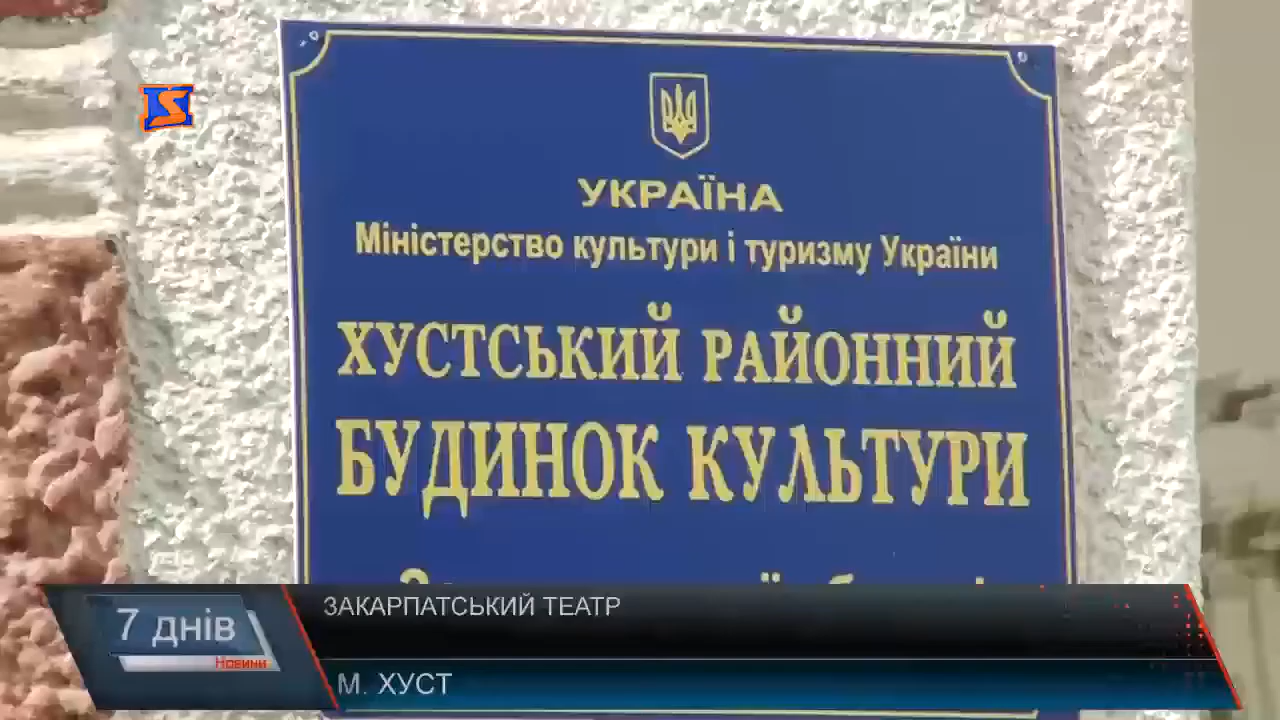 УКРАЇНА
Міністерство культури і туризму України
ХУСТСЬКИЙ РАЙОННИЙ
БУДИНОК КУЛЬТУРИ
ЗАКАРПАТСЬКИЙ ТЕАТР
7 днів
Новини
М. ХУСТ